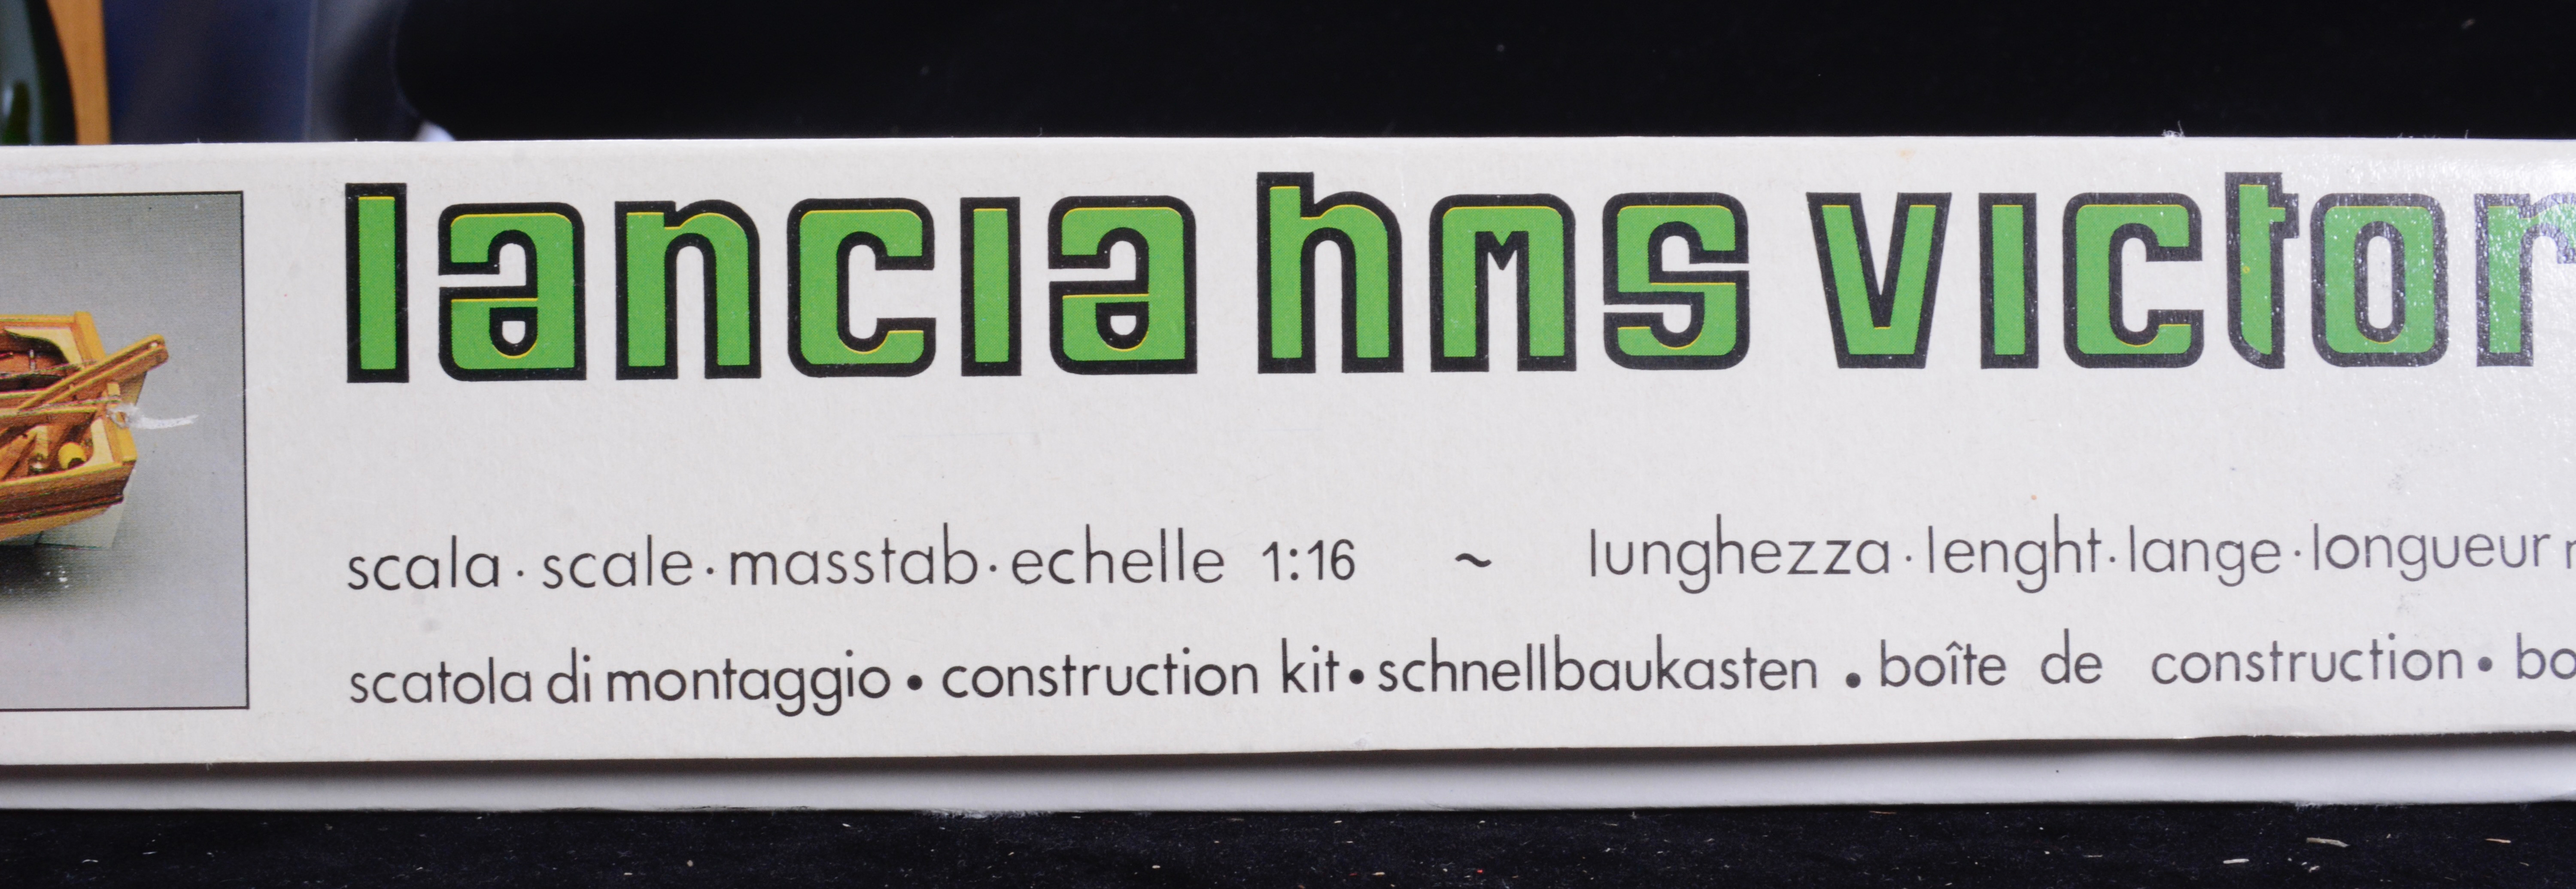 lancia hms victor
scala · scale · masstab · echelle 1:16 ~ lunghezza · lenght · lange · longueur
scatola di montaggio • construction kit • schnellbaukasten • boîte de construction • bo